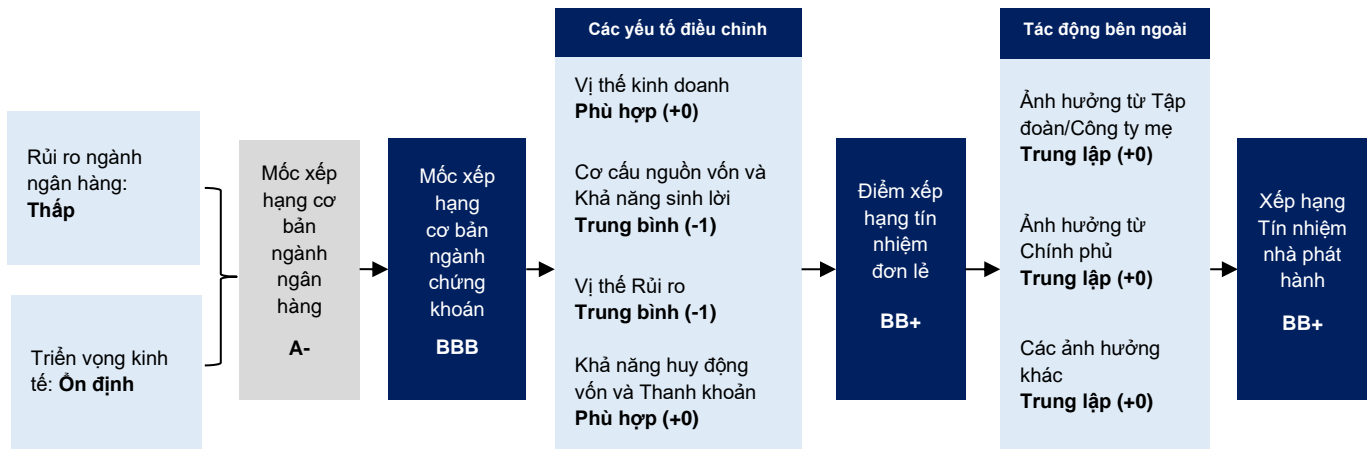 Rủi ro ngành
ngân hàng:
Thấp
Triển vọng kinh
tế: Ổn định
Mốc xếp
hạng cơ
bản
ngành
ngân
hàng
A-
Mốc xếp
hạng
cơ bản
ngành
chứng
khoán
BBB
Các yếu tố điều chỉnh
Vị thế kinh doanh
Phù hợp (+0)
Cơ cấu nguồn vốn và
Khả năng sinh lời
Trung bình (-1)
Vị thế Rủi ro
Trung bình (-1)
Khả năng huy động
vốn và Thanh khoản
Phù hợp (+0)
Điểm xếp
hạng tín
nhiệm
đơn lẻ
BB+
Tác động bên ngoài
Ảnh hưởng từ Tập
đoàn/Công ty mẹ
Trung lập (+0)
Ảnh hưởng từ
Chính phủ
Trung lập (+0)
Các ảnh hưởng
khác
Trung lập (+0)
Xếp hạng
Tín nhiệm
nhà phát
hành
BB+